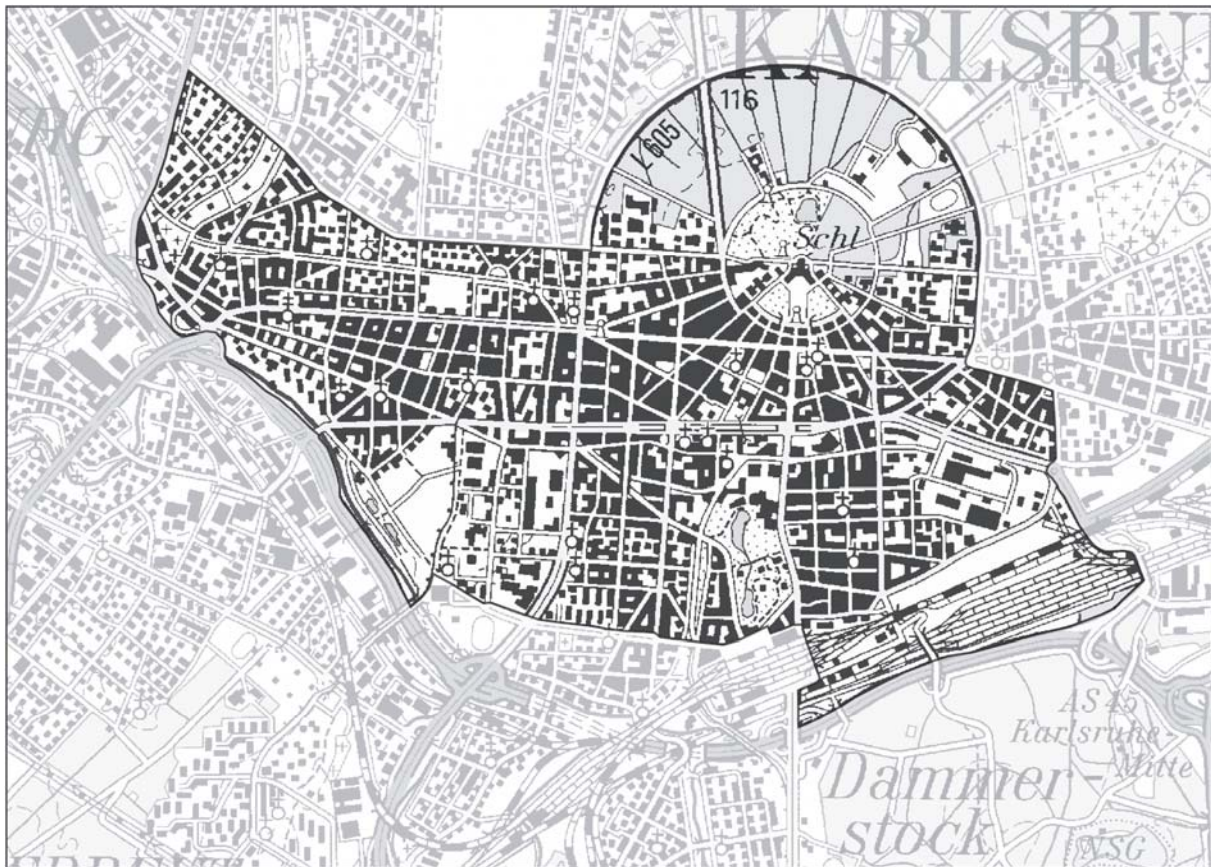 KARLSRU
116
L 605
Schl
AS 45
Karlsruhe-
Mitte
Dammer-
stock
NSG